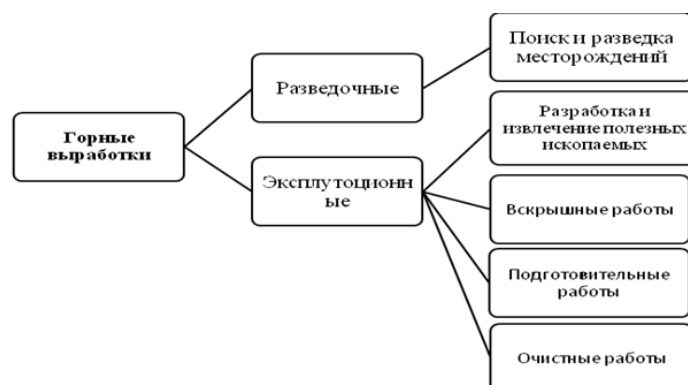 Горные
выработки
Разведочные
Эксплутоционн
ые
Поиск и разведка
месторождений
Разработка и
извлечение полезных
ископаемых
Вскрышные работы
Подготовительные
работы
Очистные работы